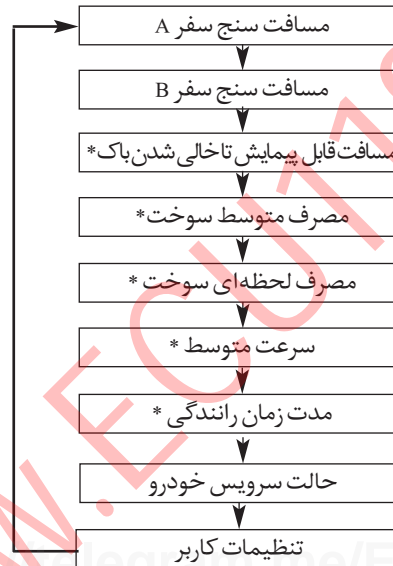 مسافت سنج سفر A
مسافت سنج سفر B
مسافت قابل پیمایش تا خالی شدن باک*
مصرف متوسط سوخت*
مصرف لحظه‌ای سوخت *
سرعت متوسط *
مدت زمان رانندگی *
حالت سرویس خودرو
تنظیمات کاربر